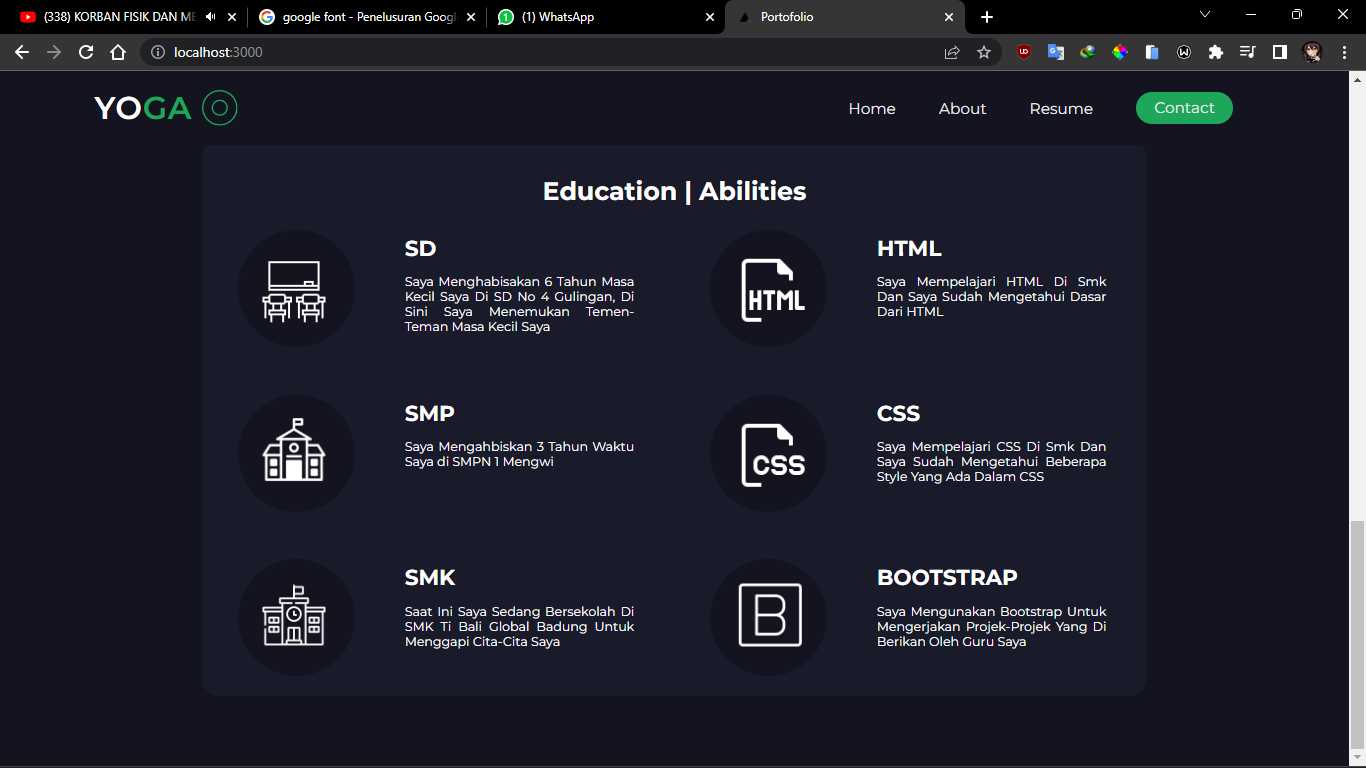 (338) KORBAN FISIK DAN ME
google font - Penelusuran Googl
(1) WhatsApp
Portofolio
localhost:3000
YOGA
Home
About
Resume
Contact
Education | Abilities
SD
Saya Menghabisakan 6 Tahun Masa
Kecil Saya Di SD No 4 Gulingan, Di
Sini Saya Menemukan Temen-
Teman Masa Kecil Saya
HTML
HTML
Saya Mempelajari HTML Di Smk
Dan Saya Sudah Mengetahui Dasar
Dari HTML
SMP
Saya Mengahbiskan 3 Tahun Waktu
Saya di SMPN 1 Mengwi
CSS
CSS
Saya Mempelajari CSS Di Smk Dan
Saya Sudah Mengetahui Beberapa
Style Yang Ada Dalam CSS
SMK
Saat Ini Saya Sedang Bersekolah Di
SMK Ti Bali Global Badung Untuk
Menggapi Cita-Cita Saya
B
BOOTSTRAP
Saya Mengunakan Bootstrap Untuk
Mengerjakan Projek-Projek Yang Di
Berikan Oleh Guru Saya